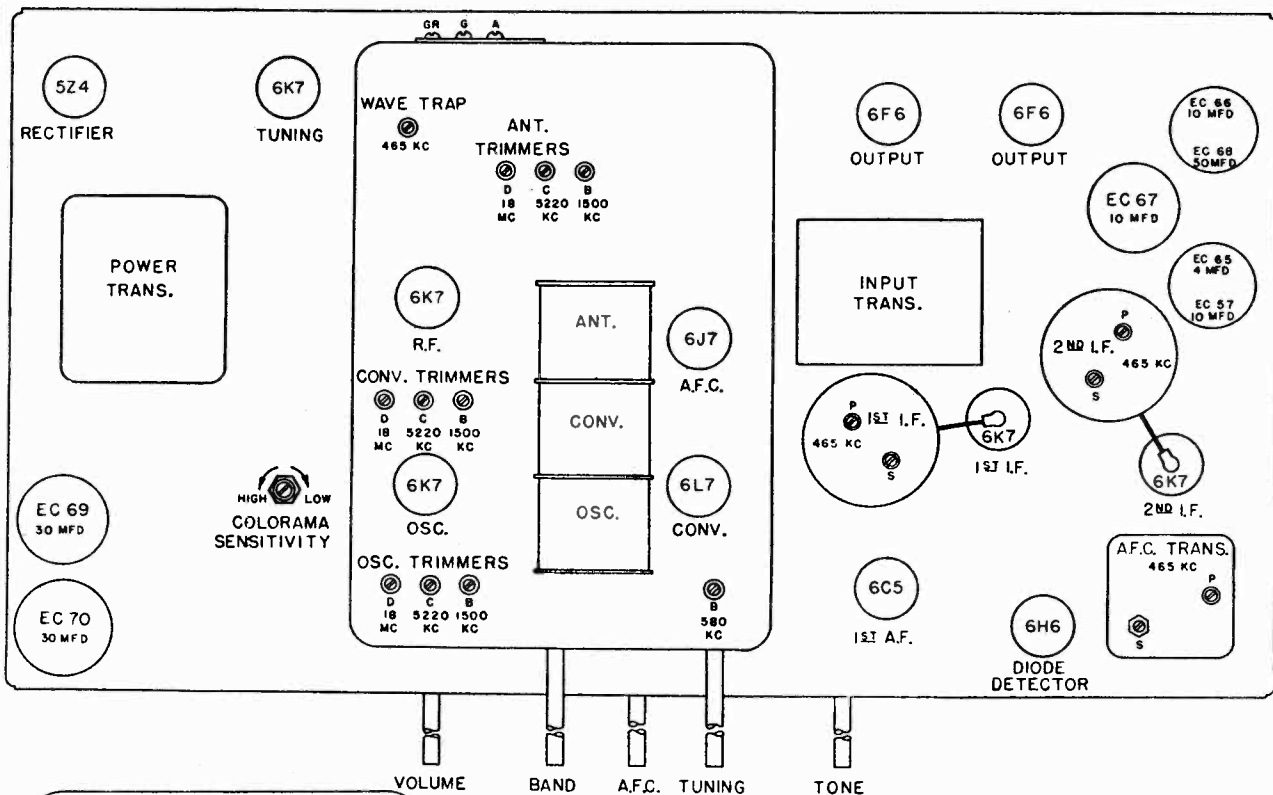 GR G A
5Z4
RECTIFIER
6K7
TUNING
WAVE TRAP
465 KC
ANT.
TRIMMERS
D C B
18 5220 1500
MC KC KC
6F6
OUTPUT
6F6
OUTPUT
EC 66
10 MFD
EC 68
50 MFD
EC 67
10 MFD
EC 65
4 MFD
EC 57
10 MFD
POWER
TRANS.
INPUT
TRANS.
6K7
R.F.
ANT.
6J7
A.F.C.
P
2ND I.F.
465 KC
S
CONV. TRIMMERS
D C B
18 5220 1500
MC KC KC
CONV.
P
1ST I.F.
465 KC
S
6K7
1ST I.F.
6K7
2ND I.F.
HIGH LOW
COLORAMA
SENSITIVITY
6K7
OSC.
OSC.
6L7
CONV.
EC 69
30 MFD
EC 70
30 MFD
OSC. TRIMMERS
D C B
18 5220 1500
MC KC KC
B
580
KC
6C5
1ST A.F.
6H6
DIODE
DETECTOR
A.F.C. TRANS.
465 KC
P
S
VOLUME BAND A.F.C. TUNING TONE